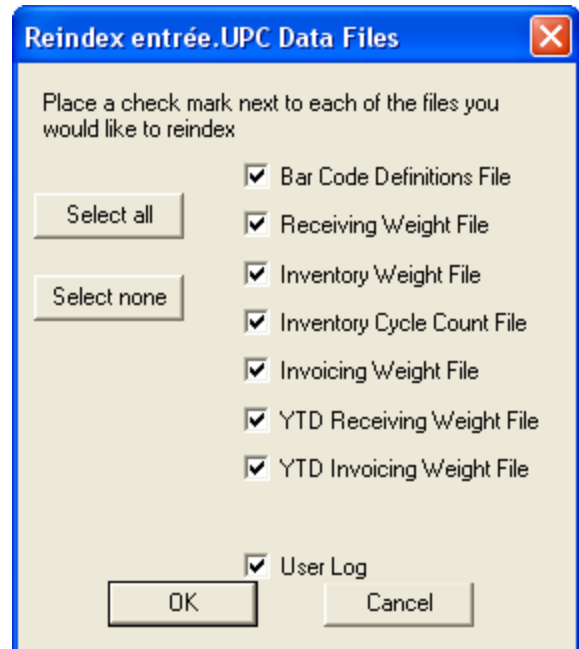 Reindex entrée.UPC Data Files
Place a check mark next to each of the files you
would like to reindex
Select all
Select none
Bar Code Definitions File
Receiving Weight File
Inventory Weight File
Inventory Cycle Count File
Invoicing Weight File
YTD Receiving Weight File
YTD Invoicing Weight File
User Log
OK
Cancel